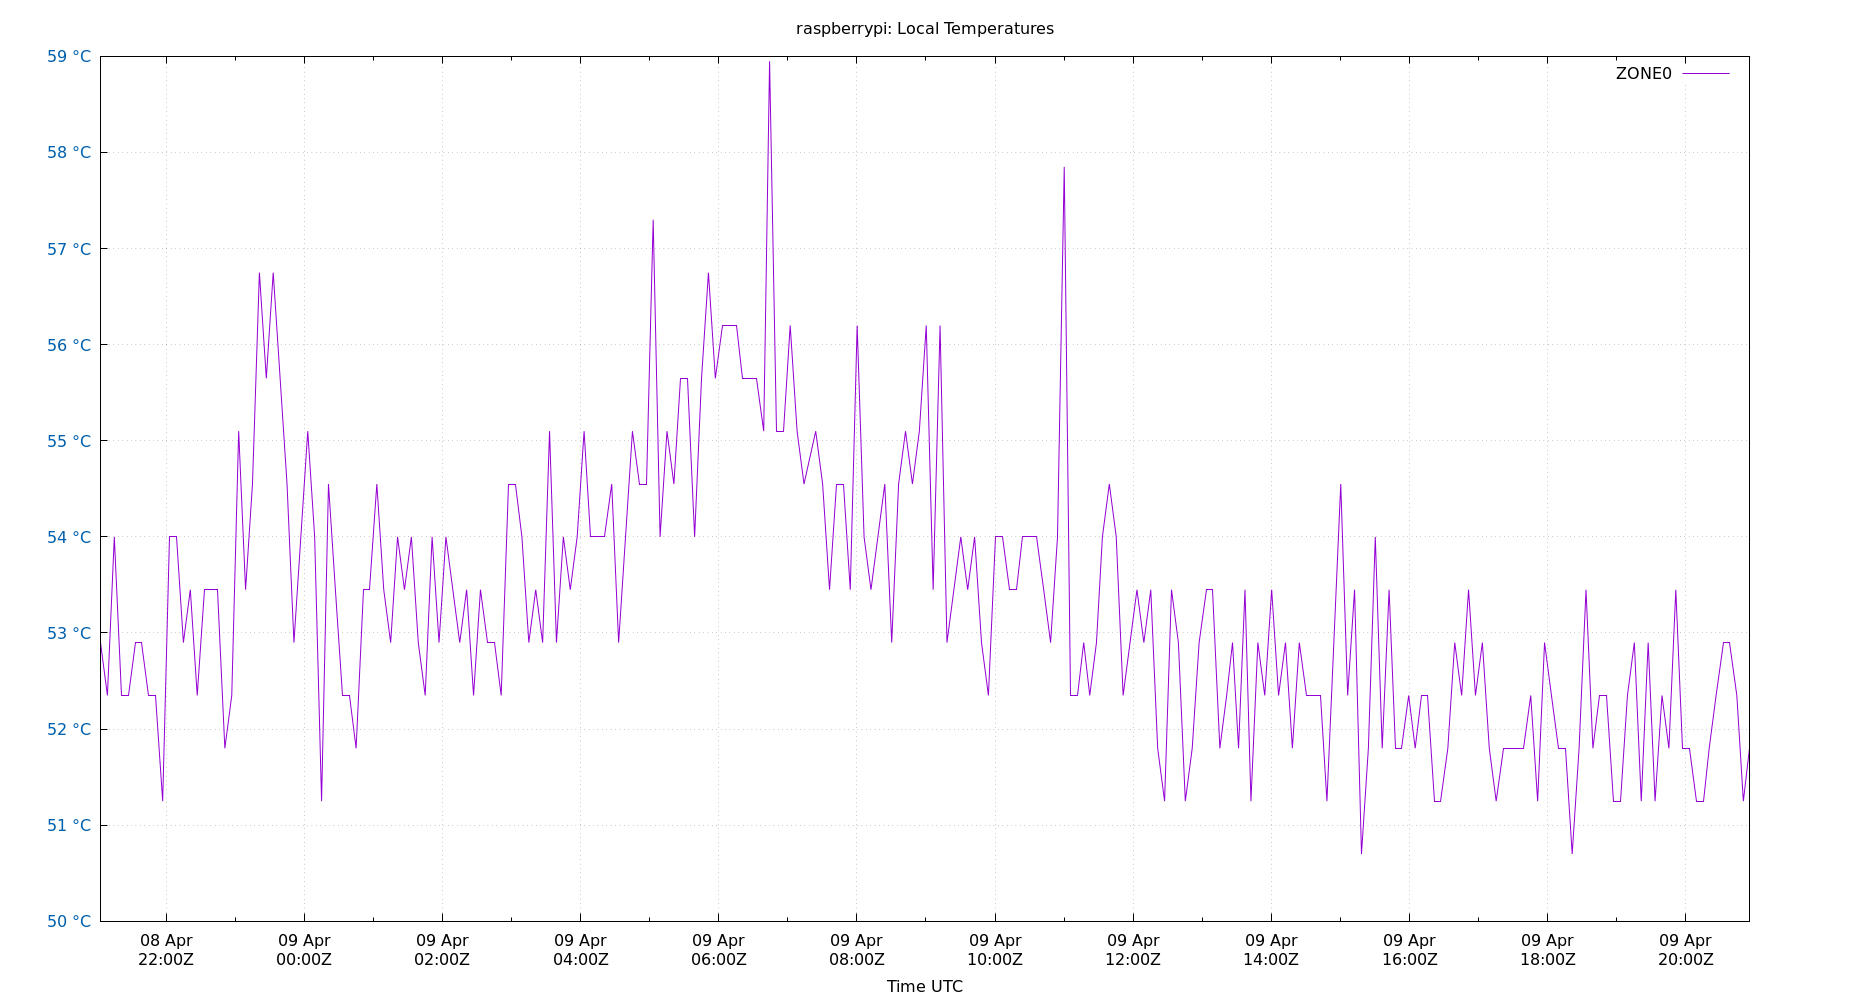 raspberrypi: Local Temperatures
59 °C
ZONE0
58 °C
57 °C
56 °C
55 °C
54 °C
53 °C
52 °C
51 °C
50 °C
08 Apr 09 Apr 09 Apr 09 Apr 09 Apr 09 Apr 09 Apr 09 Apr 09 Apr 09 Apr 09 Apr 09 Apr
22:00Z 00:00Z 02:00Z 04:00Z 06:00Z 08:00Z 10:00Z 12:00Z 14:00Z 16:00Z 18:00Z 20:00Z
Time UTC